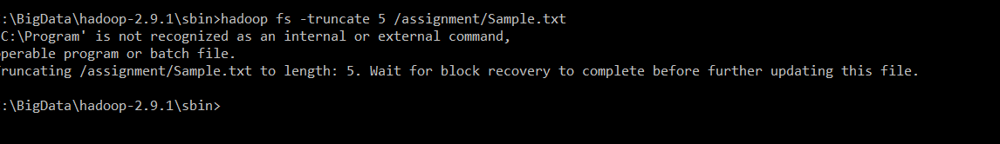 :\BigData\hadoop-2.9.1\sbin>hadoop fs -truncate 5 /assignment/Sample.txt
C:\Program' is not recognized as an internal or external command,
perable program or batch file.
runcating /assignment/Sample.txt to length: 5. Wait for block recovery to complete before further updating this file.
:\BigData\hadoop-2.9.1\sbin>